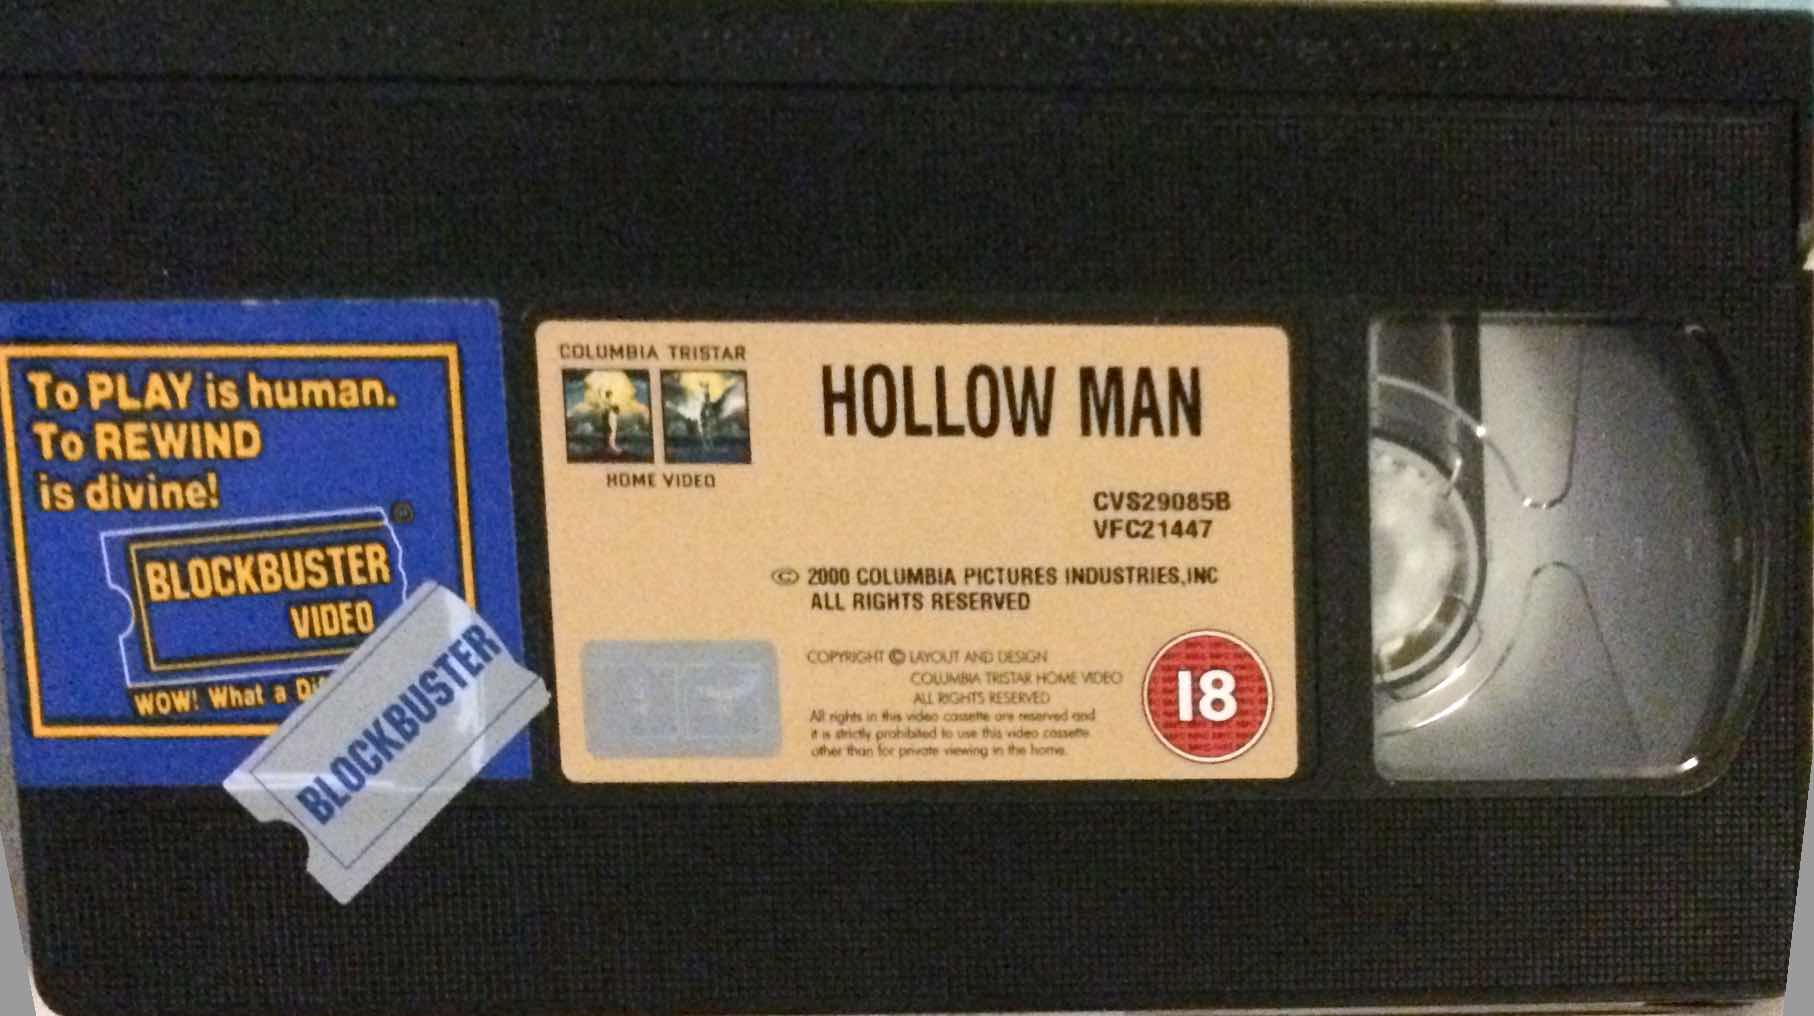 To PLAY is human.
To REWIND
is divine!
®
BLOCKBUSTER
VIDEO
WOW! What a
BLOCKBUSTER
COLUMBIA TRISTAR
HOME VIDEO
HOLLOW MAN
CVS29085B
VFC21447
© 2000 COLUMBIA PICTURES INDUSTRIES,INC
ALL RIGHTS RESERVED
COPYRIGHT © LAYOUT AND DESIGN
COLUMBIA TRISTAR HOME VIDEO
ALL RIGHTS RESERVED
All rights in this video cassette are reserved and
it is strictly prohibited to use this video cassette
other than for private viewing in the home.
18